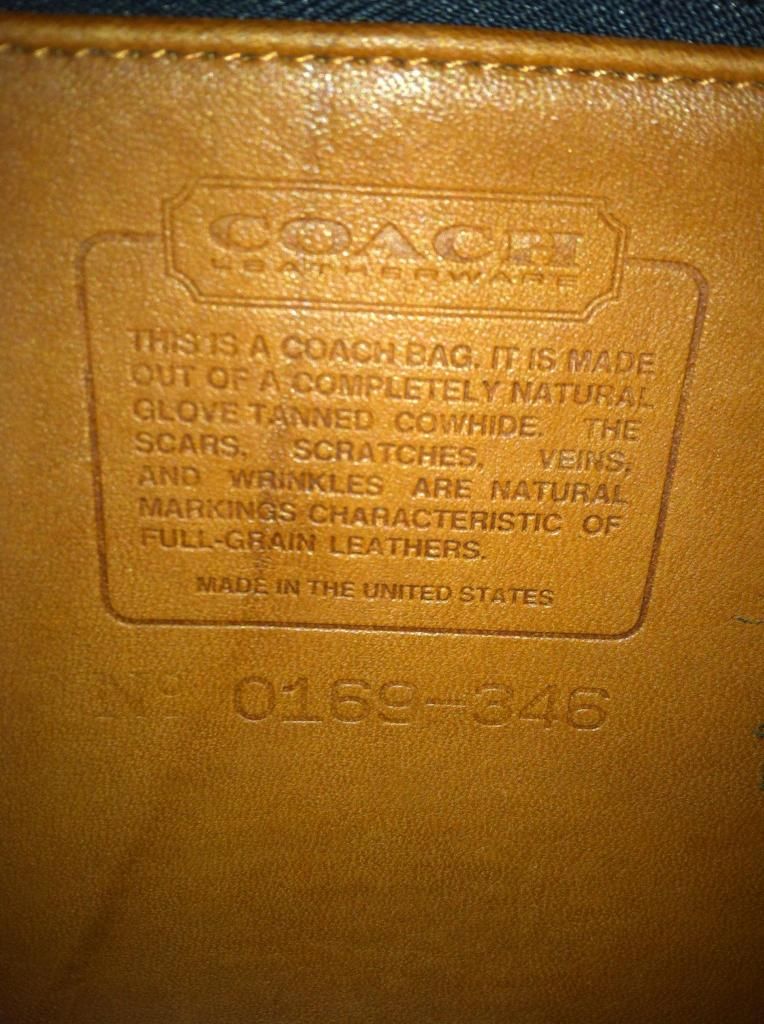 COACH
LEATHERWARE
THIS IS A COACH BAG. IT IS MADE
OUT OF A COMPLETELY NATURAL
GLOVE TANNED COWHIDE. THE
SCARS, SCRATCHES, VEINS,
AND WRINKLES ARE NATURAL
MARKINGS CHARACTERISTIC OF
FULL-GRAIN LEATHERS.
MADE IN THE UNITED STATES
Nº 0169-346